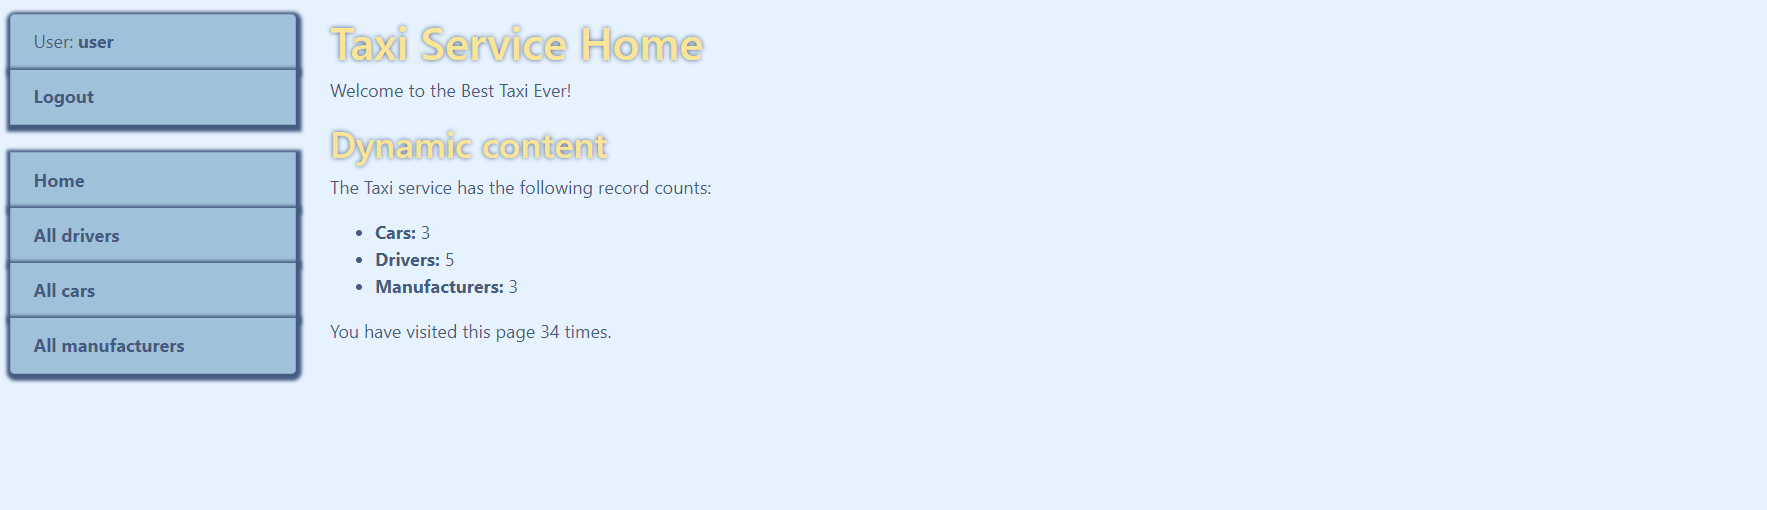 User: user
Logout
Home
All drivers
All cars
All manufacturers
Taxi Service Home
Welcome to the Best Taxi Ever!
Dynamic content
The Taxi service has the following record counts:
Cars: 3
Drivers: 5
Manufacturers: 3
You have visited this page 34 times.